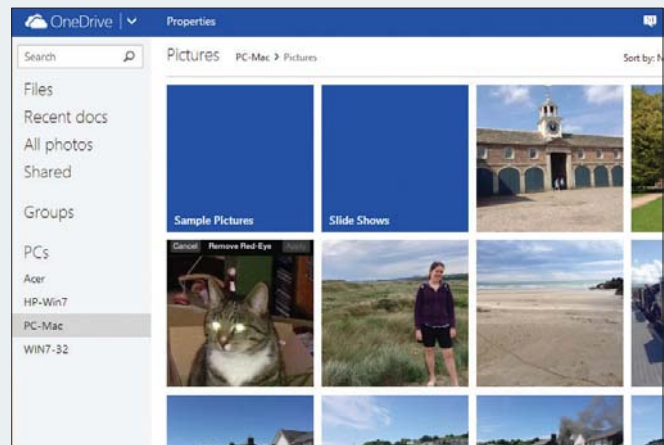 OneDrive
Properties
Search
Pictures PC-Mac > Pictures
Sort by: N
Files
Recent docs
All photos
Shared
Groups
PCs
Acer
HP-Win7
PC-Mac
WIN7-32
Sample Pictures
Slide Shows
Cancel Remove Red-Eye Apply